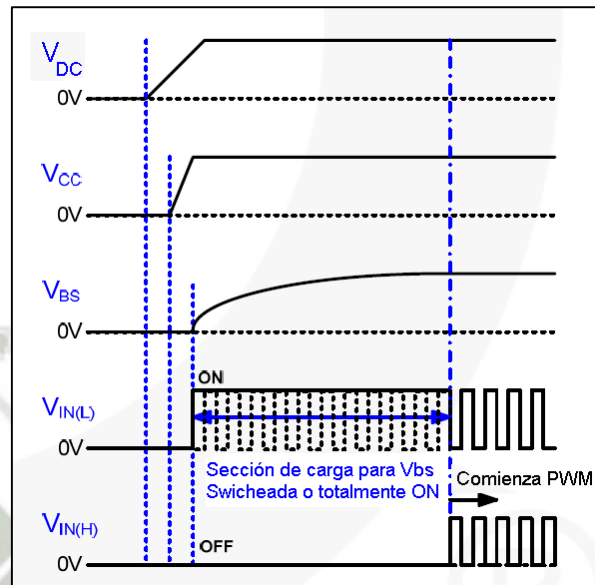 VDC
0V
VCC
0V
VBS
0V
ON
VIN(L)
0V
Sección de carga para Vbs
Swicheada o totalmente ON
Comienza PWM
VIN(H)
OFF
0V